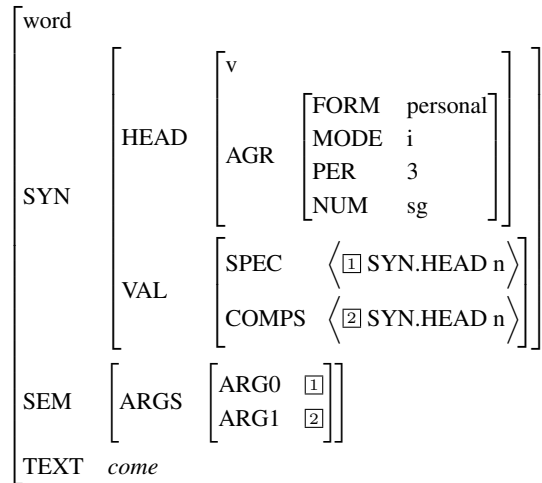 word
FORM personal
v
MODE i
HEAD
AGR
PER 3
SYN
NUM sg
SPEC ⟨ 1 SYN.HEAD n ⟩
VAL
COMPS ⟨ 2 SYN.HEAD n ⟩
ARG0 1
SEM ARGS
ARG1 2
TEXT come